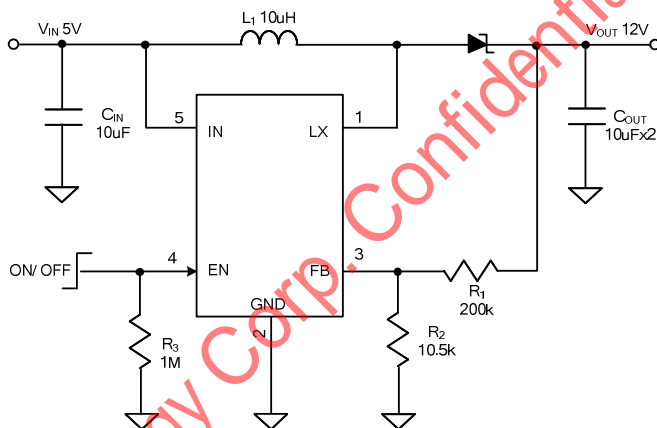 L1 10uH
VIN 5V
VOUT 12V
CIN
10uF
5
IN
LX
1
COUT
10uFx2
ON/OFF
4
EN
FB
3
GND
2
R1
200k
R3
1M
R2
10.5k
Corp. Confidential